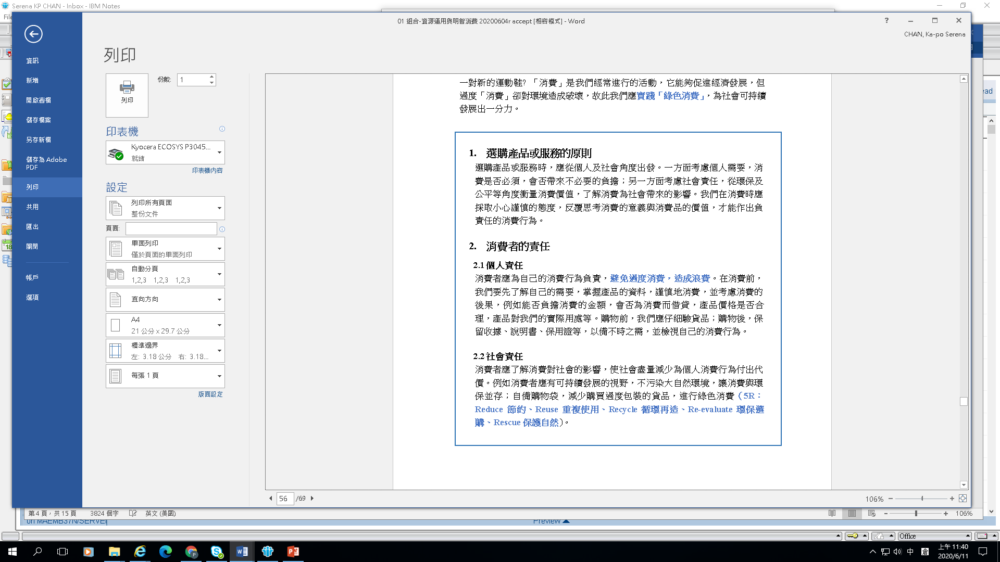 Serena KP CHAN - Inbox - IBM Notes
File
01 組合-資源運用與明智消費 20200604r accept [相容模式] - Word
CHAN, Ka-po Serena
資訊
新增
開啟舊檔
儲存檔案
另存新檔
儲存為 Adobe
PDF
列印
共用
匯出
關閉
帳戶
選項
列印
列印
份數:
1
印表機
Kyocera ECOSYS P3045...
就緒
印表機內容
設定
列印所有頁面
整份文件
頁面:
單面列印
僅於頁面的單面列印
自動分頁
1,2,3 1,2,3 1,2,3
直向方向
A4
21 公分 x 29.7 公分
標準邊界
左: 3.18 公分 右: 3.18...
每張 1 頁
版面設定
一對新的運動鞋?「消費」是我們經常進行的活動,它能夠促進經濟發展,但
過度「消費」卻對環境造成破壞,故此我們應實踐「綠色消費」,為社會可持續
發展出一分力。
1. 選購產品或服務的原則
選購產品或服務時,應從個人及社會角度出發。一方面考慮個人需要,消
費是否必須,會否帶來不必要的負擔;另一方面考慮社會責任,從環保及
公平等角度衝量消費價值,了解消費為社會帶來的影響。我們在消費時應
採取小心謹慎的態度,反覆思考消費的意義與消費品的價值,才能作出負
責任的消費行為。
2. 消費者的責任
2.1 個人責任
消費者應為自己的消費行為負責,避免過度消費,造成浪費。在消費前,
我們要先了解自己的需要,掌握產品的資料,謹慎地消費,並考慮消費的
後果,例如能否負擔消費的金額,會否為消費而借貸,產品價格是否合
理,產品對我們的實際用處等。購物前,我們應仔細驗貨品;購物後,保
留收據、說明書、保用證等,以備不時之需,並檢視自己的消費行為。
2.2 社會責任
消費者應了解消費對社會的影響,使社會盡量減少為個人消費行為付出代
價。例如消費者應有可持續發展的視野,不污染大自然環境,讓消費與環
保並存;自備購物袋,減少購買過度包裝的貨品,進行綠色消費(5R:
Reduce 節約、Reuse 重複使用、Recycle 循環再造、Re-evaluate 環保選
購、Rescue 保護自然)。
56 /69
106%
第 4 頁,共 15 頁 3824 個字 英文 (美國)
106%
on MAEMB37N/SERVER
Preview
Office
中
倉
上午 11:40
2020/6/11